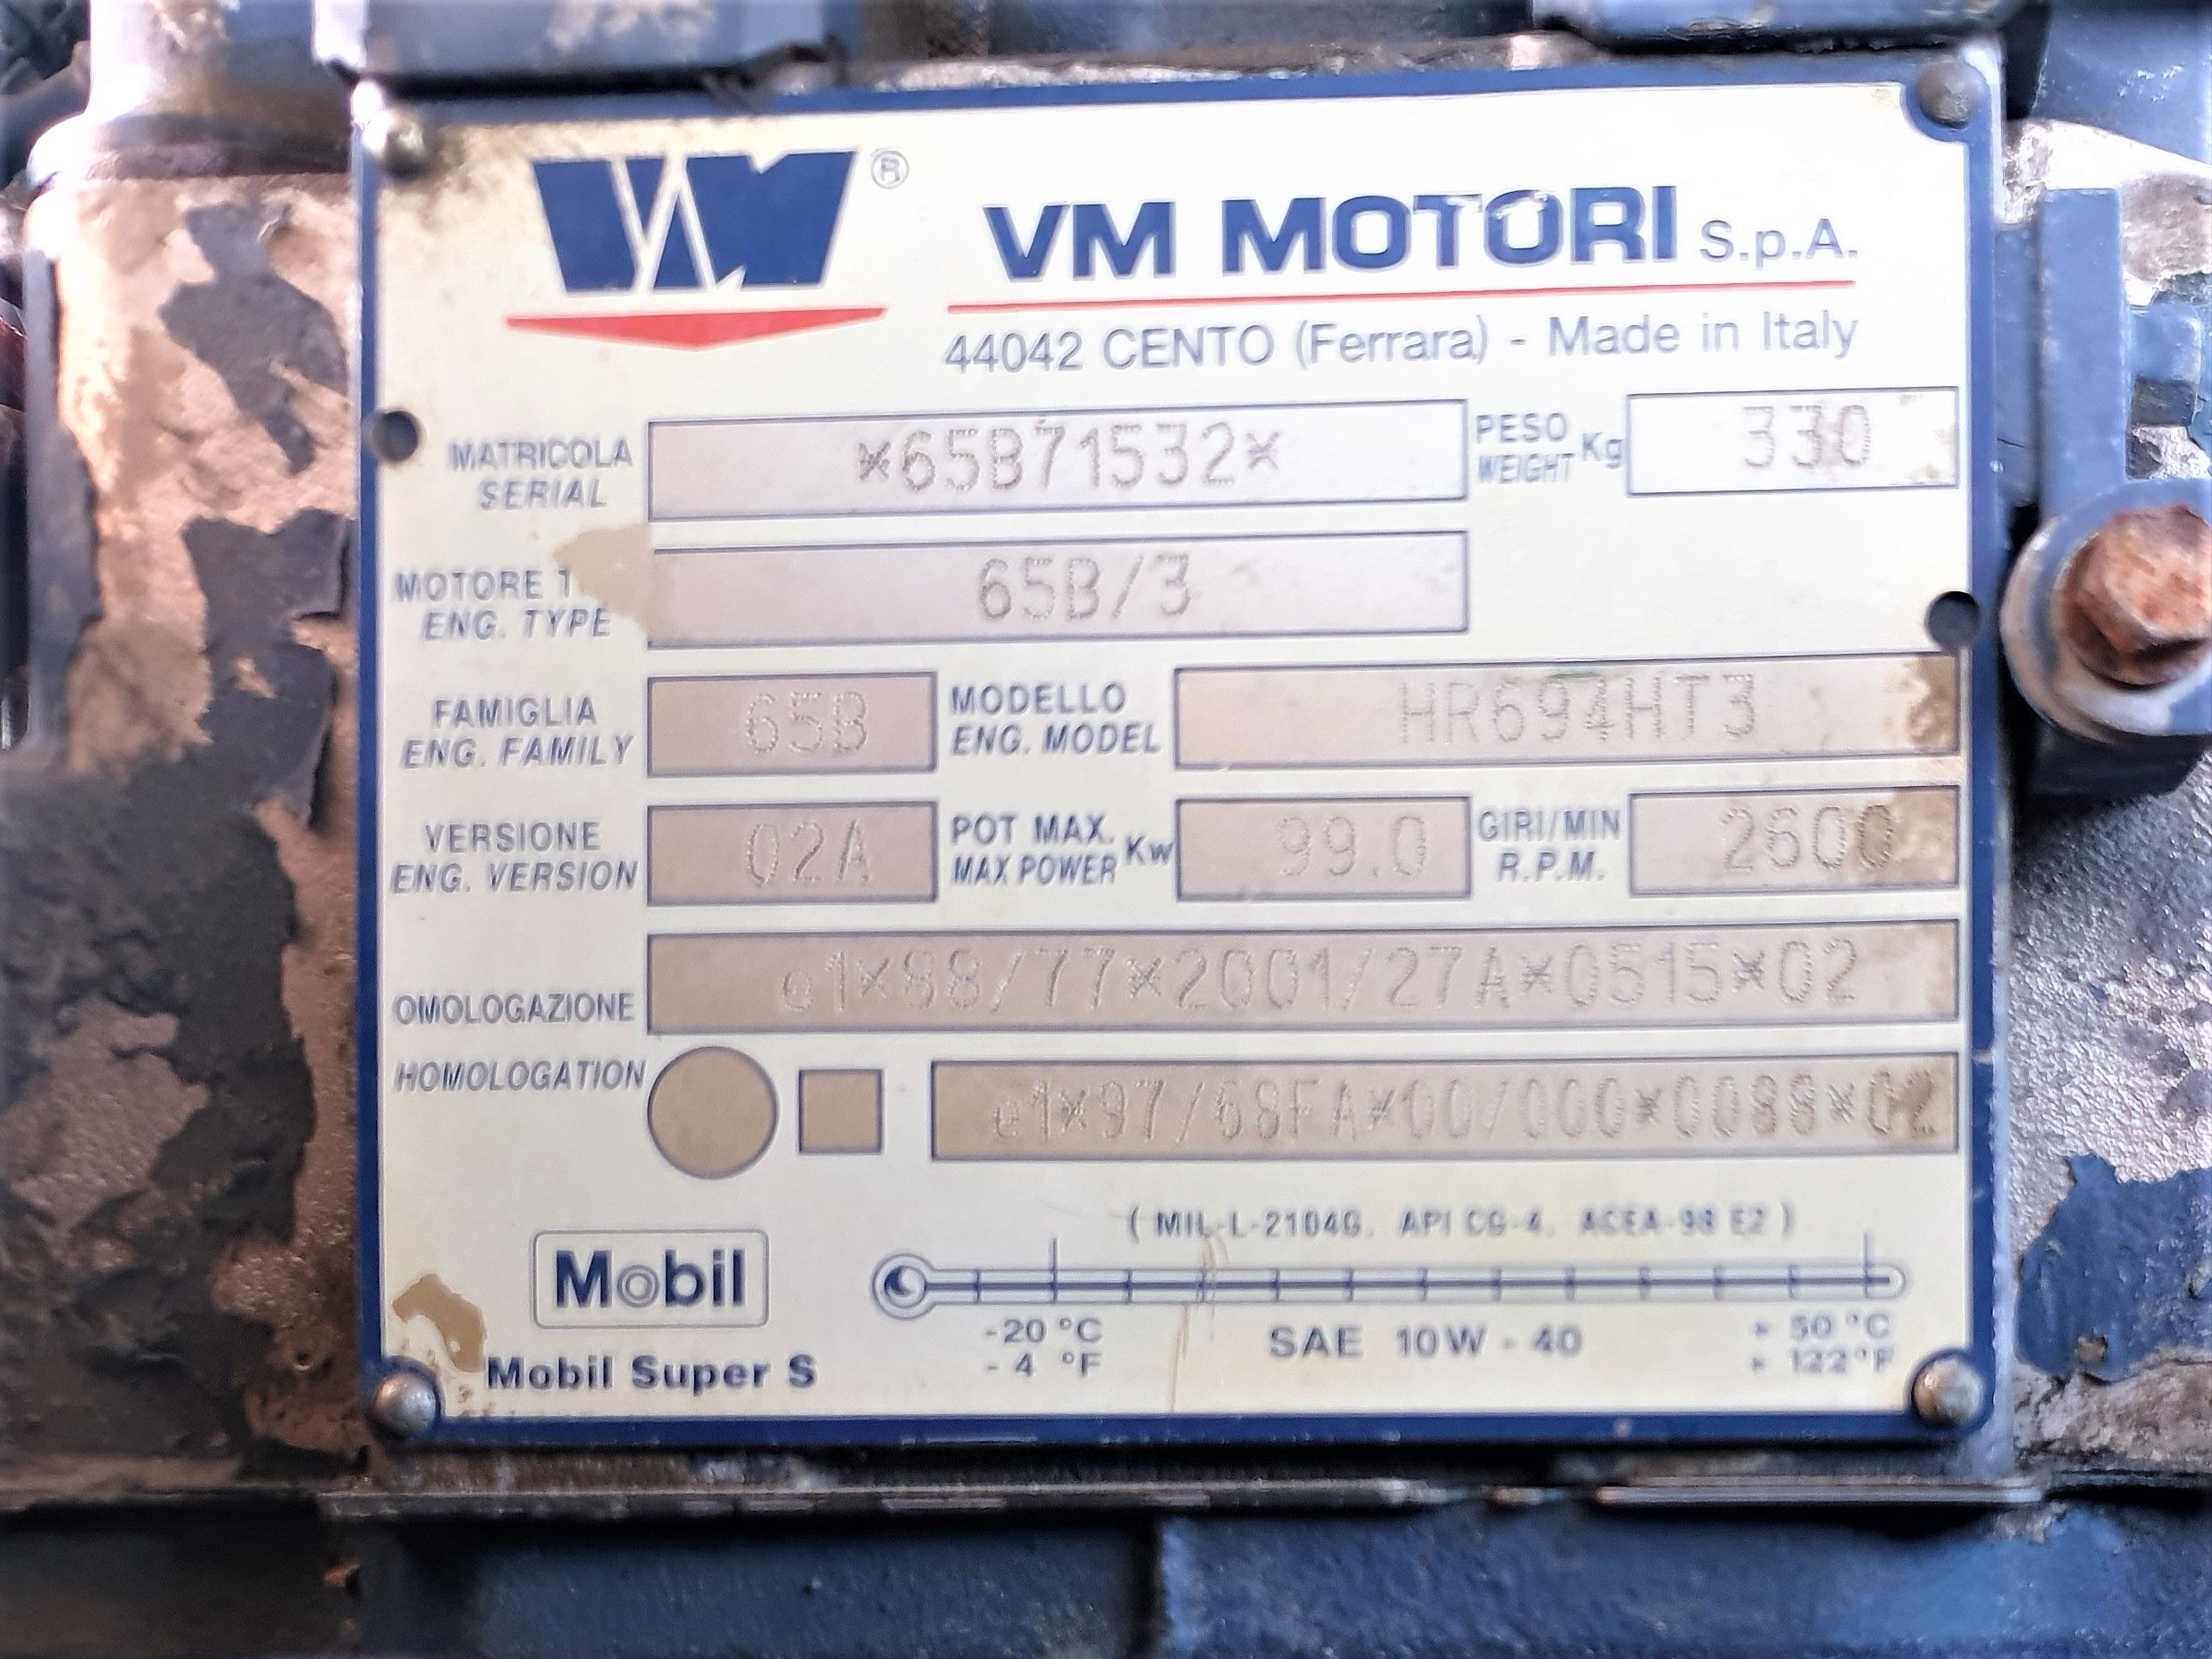 VM ®
VM MOTORI S.p.A.
44042 CENTO (Ferrara) - Made in Italy
MATRICOLA
SERIAL
*65B71532*
PESO
WEIGHT
Kg
330
MOTORE T
ENG. TYPE
65B/3
FAMIGLIA
ENG. FAMILY
65B
MODELLO
ENG. MODEL
HR694HT3
VERSIONE
ENG. VERSION
02A
POT MAX.
MAX POWER
Kw
99.0
GIRI/MIN
R.P.M.
2600
OMOLOGAZIONE
HOMOLOGATION
e1*88/77*2001/27A*0515*02
e1*97/68FA*00/000*0088*02
( MIL-L-2104G, API CG-4, ACEA-98 E2 )
Mobil
Mobil Super S
-20 °C
- 4 °F
SAE 10W - 40
+ 50 °C
+ 122°F